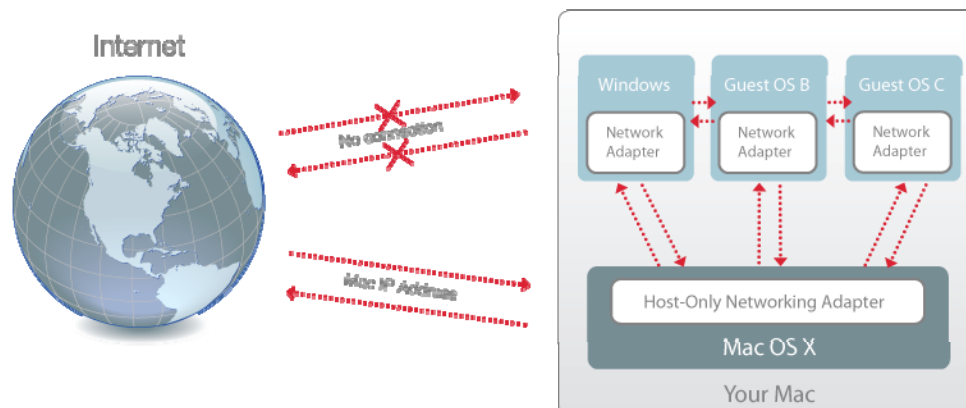 Internet
No connection
Mac IP Address
Windows
Guest OS B
Guest OS C
Network
Adapter
Network
Adapter
Network
Adapter
Host-Only Networking Adapter
Mac OS X
Your Mac